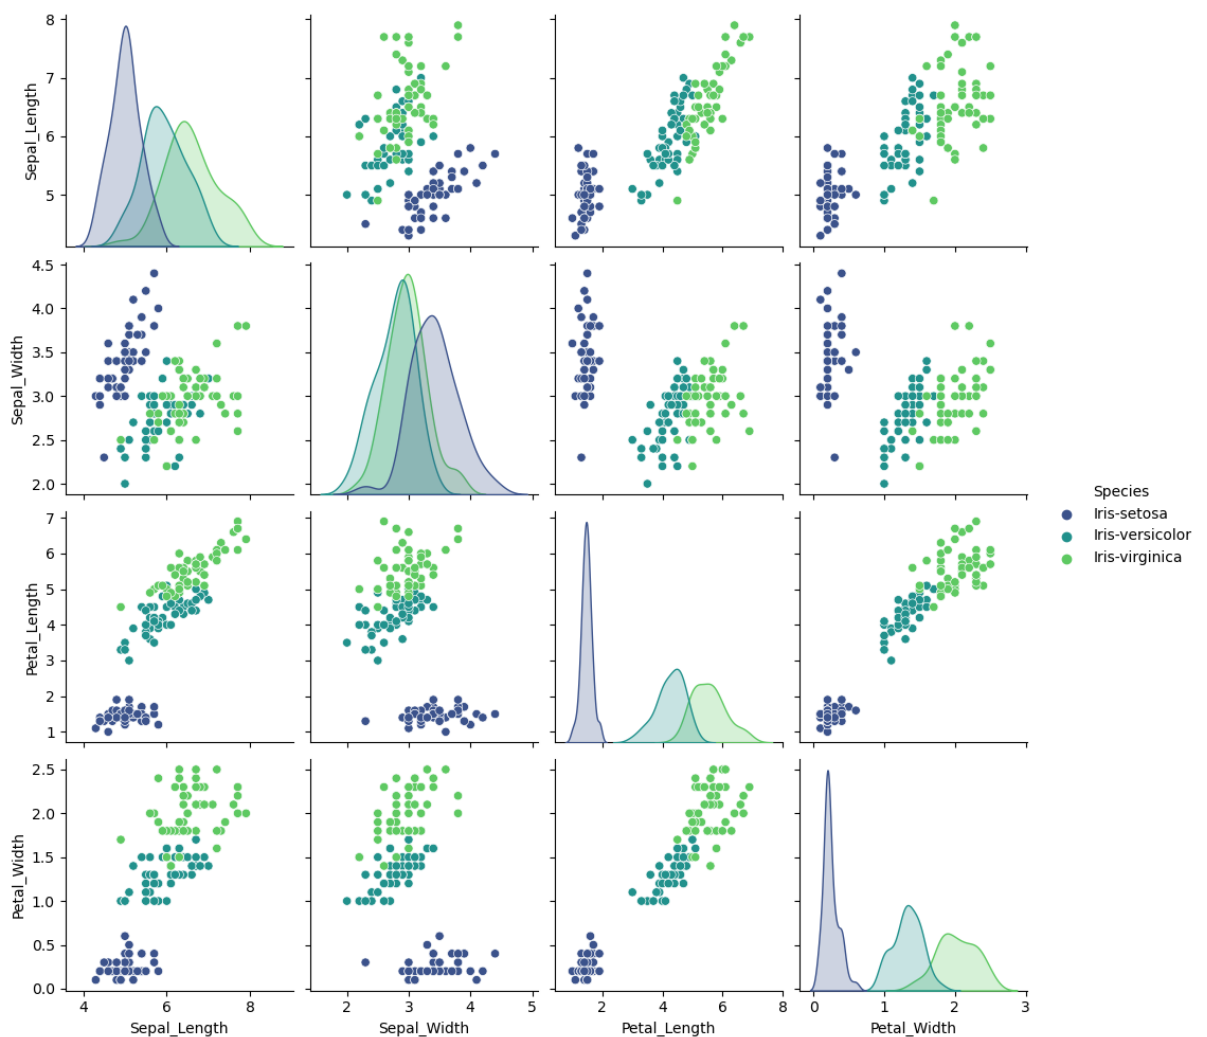 8
7
6
5
Sepal_Length
4.5
4.0
3.5
3.0
2.5
2.0
Sepal_Width
Species
Iris-setosa
Iris-versicolor
Iris-virginica
7
6
5
4
3
2
1
Petal_Length
2.5
2.0
1.5
1.0
0.5
0.0
Petal_Width
4 6 8 2 3 4 5 2 4 6 8 0 1 2 3
Sepal_Length Sepal_Width Petal_Length Petal_Width